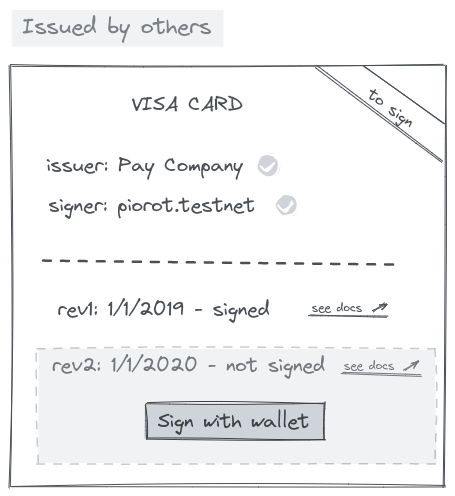 Issued by others
VISA CARD
to sign
issuer: Pay Company
signer: piorot.testnet
rev1: 1/1/2019 - signed see docs
rev2: 1/1/2020 - not signed see docs
Sign with wallet